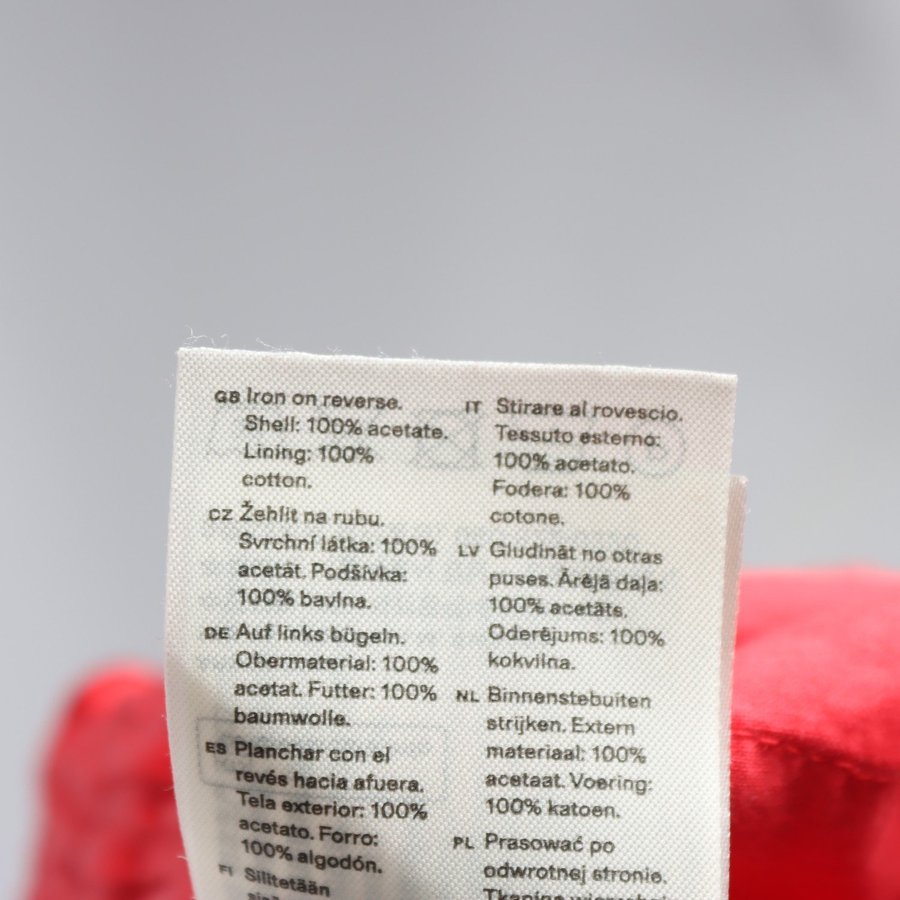 GB Iron on reverse.
Shell: 100% acetate.
Lining: 100%
cotton.
CZ Žehlit na rubu.
Svrchní látka: 100%
acetát. Podšívka:
100% bavlna.
DE Auf links bügeln.
Obermaterial: 100%
acetat. Futter: 100%
baumwolle.
ES Planchar con el
revés hacia afuera.
Tela exterior: 100%
acetato. Forro:
100% algodón.
FI Silitetään
IT Stirare al rovescio.
Tessuto esterno:
100% acetato.
Fodera: 100%
cotone.
LV Gludināt no otras
puses. Ārējā daļa:
100% acetāts.
Oderējums: 100%
kokvilna.
NL Binnenstebuiten
strijken. Extern
materiaal: 100%
acetaat. Voering:
100% katoen.
PL Prasować po
odwrotnej stronie.